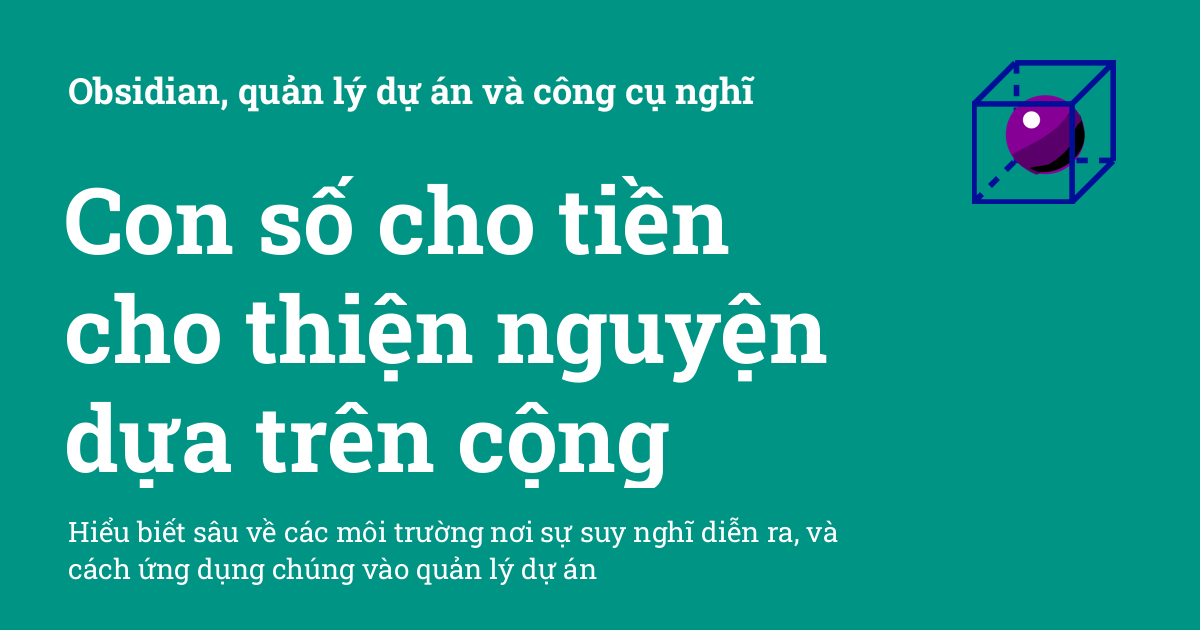 Obsidian, quản lý dự án và công cụ nghĩ
Con số cho tiền
cho thiện nguyện
dựa trên cộng
Hiểu biết sâu về các môi trường nơi sự suy nghĩ diễn ra, và
cách ứng dụng chúng vào quản lý dự án